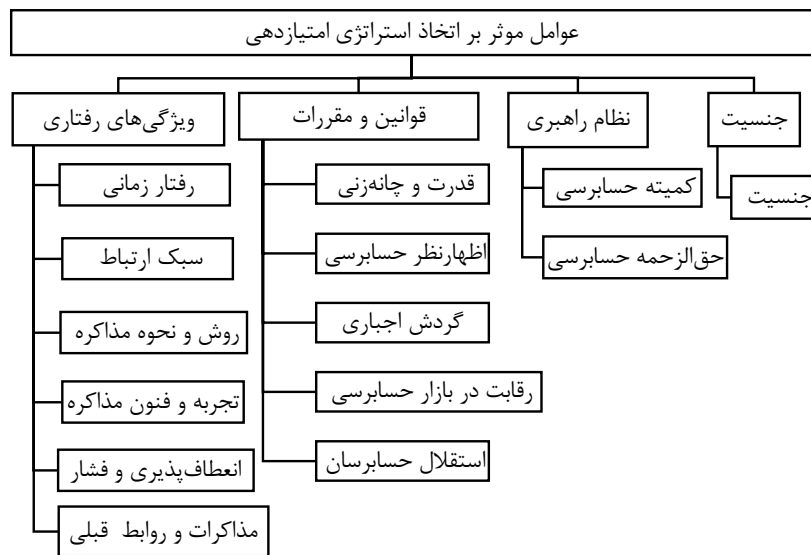 عوامل موثر بر اتخاذ استراتژی امتیازدهی
جنسیت
جنسیت
نظام راهبری
کمیته حسابرسی
حق‌الزحمه حسابرسی
قوانین و مقررات
قدرت و چانه‌زنی
اظهارنظر حسابرسی
گردش اجباری
رقابت در بازار حسابرسی
استقلال حسابرسان
ویژگی‌های رفتاری
رفتار زمانی
سبک ارتباط
روش و نحوه مذاکره
تجربه و فنون مذاکره
انعطاف‌پذیری و فشار
مذاکرات و روابط قبلی